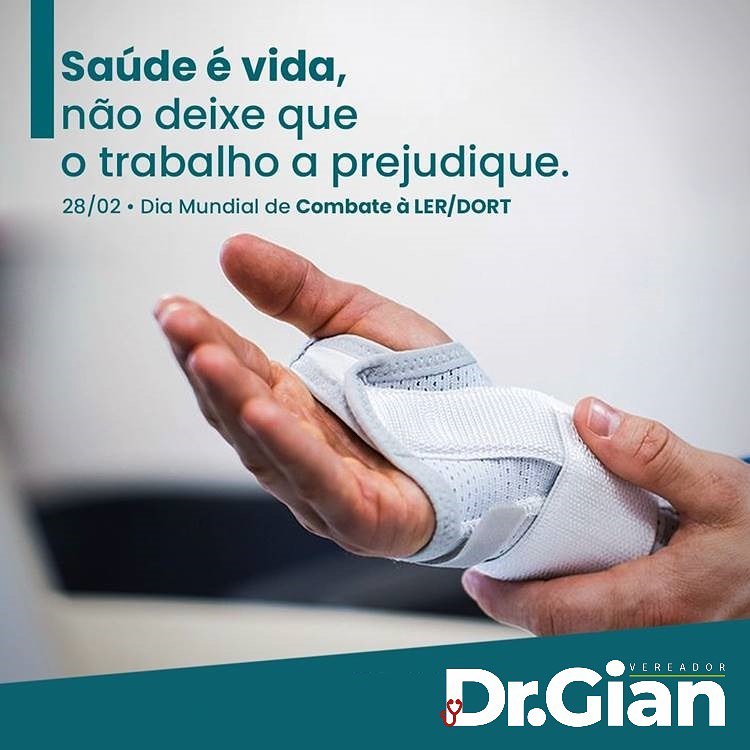 Saúde é vida,
não deixe que
o trabalho a prejudique.
28/02 • Dia Mundial de Combate à LER/DORT
VEREADOR
Dr.Gian